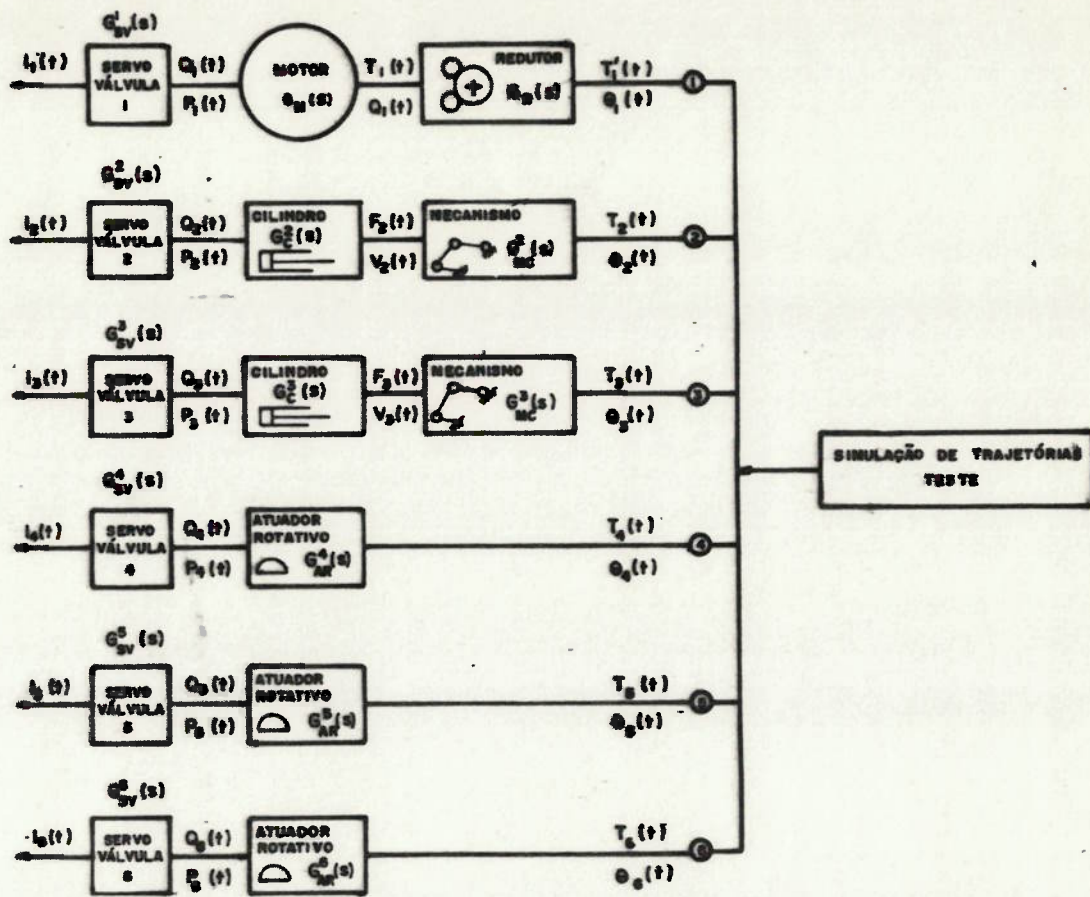 G¹SV(s)
i₁(t)
SERVO
VÁLVULA
1
Q₁(t)
P₁(t)
MOTOR
GM(s)
T₁(t)
Q₁(t)
REDUTOR
GR(s)
T₁'(t)
θ₁(t)
1
G²SV(s)
i₂(t)
SERVO
VÁLVULA
2
Q₂(t)
P₂(t)
CILINDRO
G²C(s)
F₂(t)
V₂(t)
MECANISMO
G²MC(s)
T₂(t)
θ₂(t)
2
G³SV(s)
i₃(t)
SERVO
VÁLVULA
3
Q₃(t)
P₃(t)
CILINDRO
G³C(s)
F₃(t)
V₃(t)
MECANISMO
G³MC(s)
T₃(t)
θ₃(t)
3
SIMULAÇÃO DE TRAJETÓRIAS
TESTE
G⁴SV(s)
i₄(t)
SERVO
VÁLVULA
4
Q₄(t)
P₄(t)
ATUADOR
ROTATIVO
G⁴AR(s)
T₄(t)
θ₄(t)
4
G⁵SV(s)
i₅(t)
SERVO
VÁLVULA
5
Q₅(t)
P₅(t)
ATUADOR
ROTATIVO
G⁵AR(s)
T₅(t)
θ₅(t)
5
G⁶SV(s)
i₆(t)
SERVO
VÁLVULA
6
Q₆(t)
P₆(t)
ATUADOR
ROTATIVO
G⁶AR(s)
T₆(t)
θ₆(t)
6